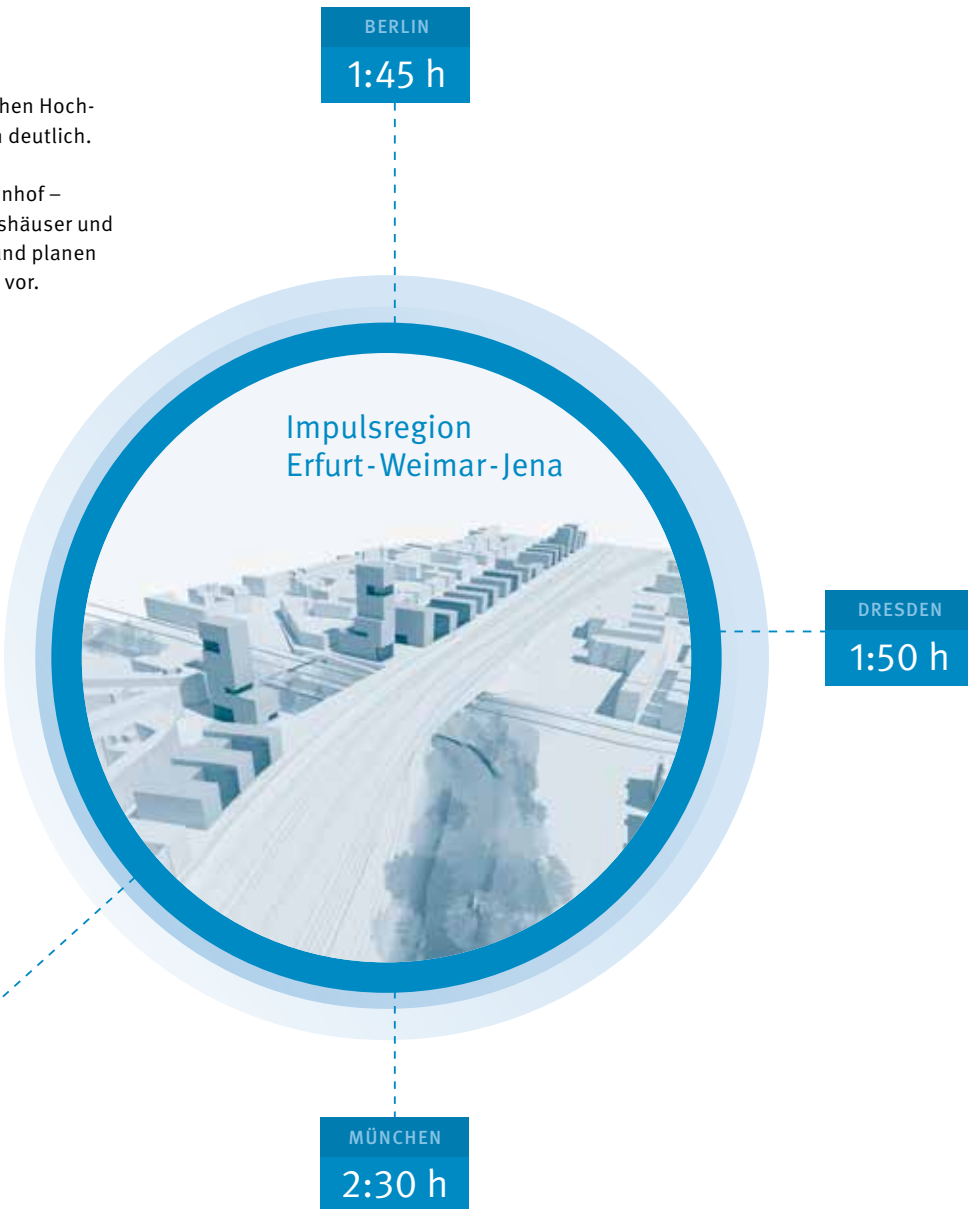 BERLIN
1:45 h
hen Hoch-
deutlich.
nhof –
shäuser und
und planen
vor.
Impulsregion
Erfurt-Weimar-Jena
DRESDEN
1:50 h
MÜNCHEN
2:30 h